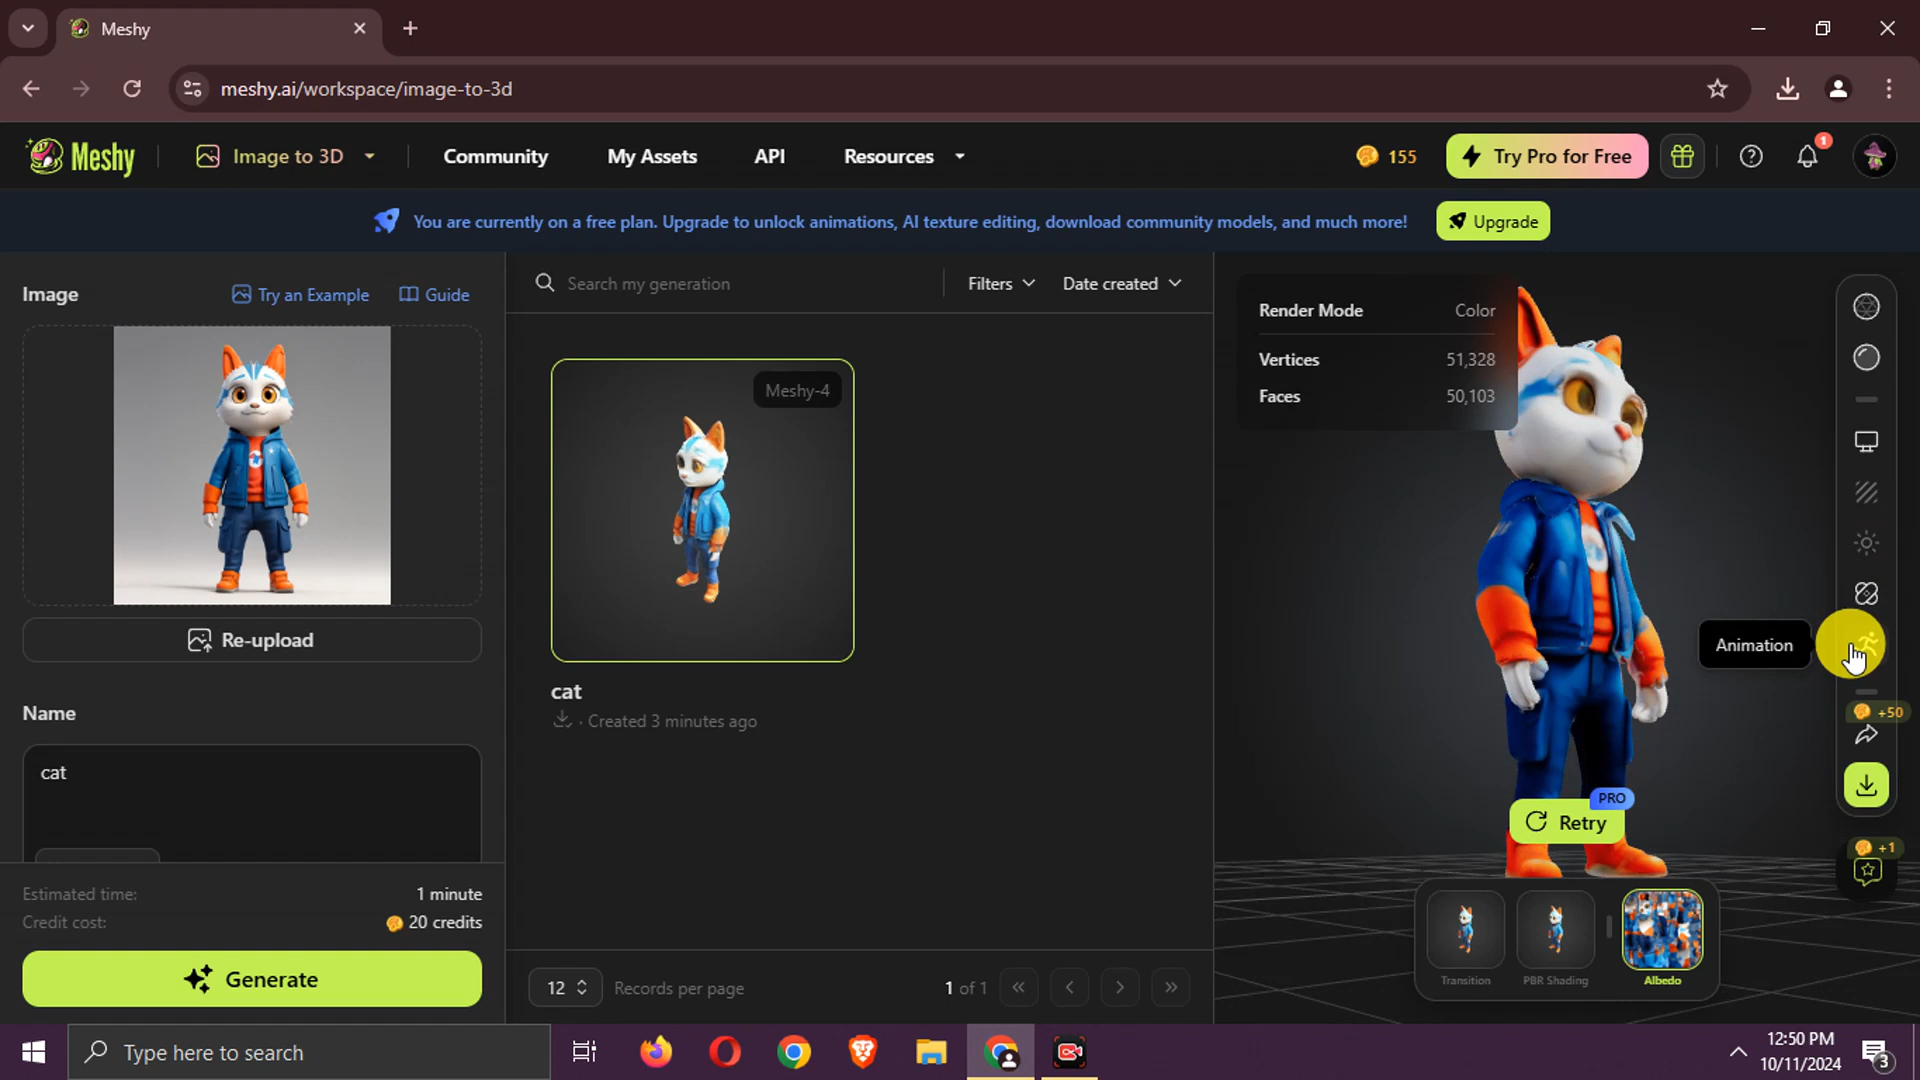 Meshy
meshy.ai/workspace/image-to-3d
Meshy
Image to 3D
Community
My Assets
API
Resources
155
Try Pro for Free
1
You are currently on a free plan. Upgrade to unlock animations, AI texture editing, download community models, and much more!
Upgrade
Image
Try an Example
Guide
Re-upload
Name
cat
Estimated time:
1 minute
Credit cost:
20 credits
Generate
Search my generation
Filters
Date created
Meshy-4
cat
· Created 3 minutes ago
12
Records per page
1 of 1
Render Mode
Color
Vertices
51,328
Faces
50,103
Animation
+50
PRO
Retry
+1
Transition
PBR Shading
Albedo
Type here to search
12:50 PM
10/11/2024
3